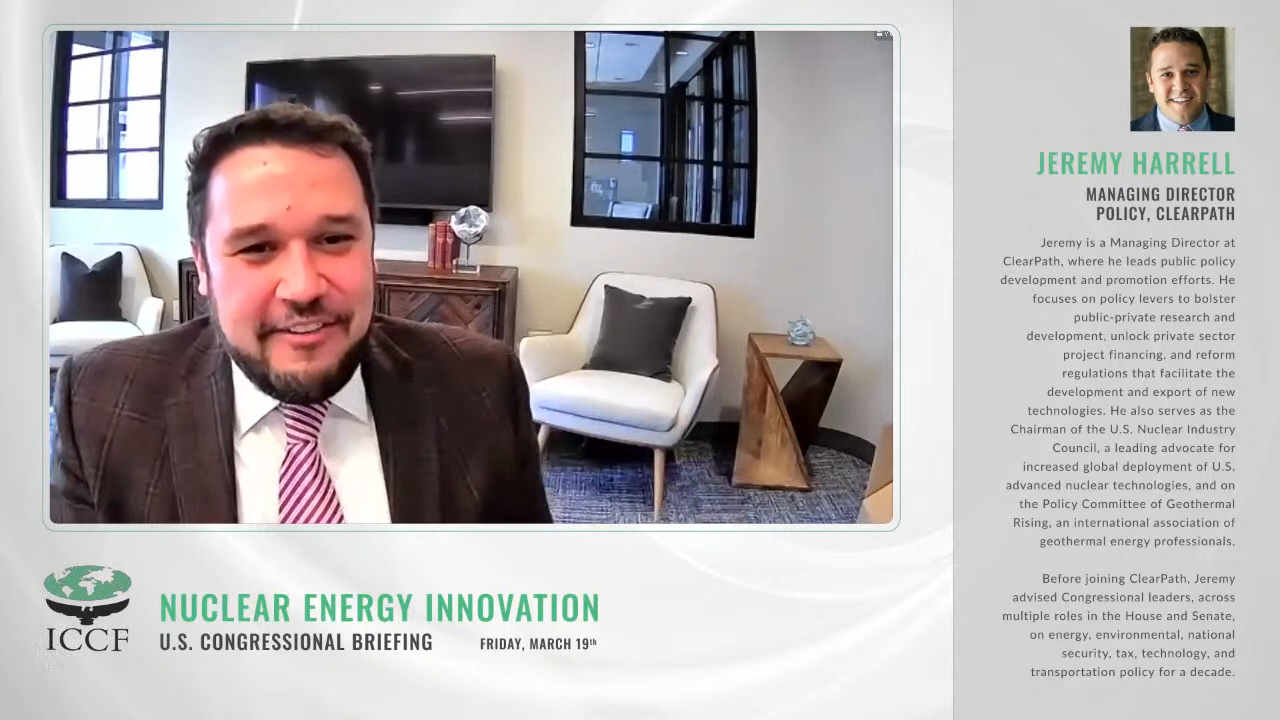 JEREMY HARRELL
MANAGING DIRECTOR
POLICY, CLEARPATH
Jeremy is a Managing Director at
ClearPath, where he leads public policy
development and promotion efforts. He
focuses on policy levers to bolster
public-private research and
development, unlock private sector
project financing, and reform
regulations that facilitate the
development and export of new
technologies. He also serves as the
Chairman of the U.S. Nuclear Industry
Council, a leading advocate for
increased global deployment of U.S.
advanced nuclear technologies, and on
the Policy Committee of Geothermal
Rising, an international association of
geothermal energy professionals.
Before joining ClearPath, Jeremy
advised Congressional leaders, across
multiple roles in the House and Senate,
on energy, environmental, national
security, tax, technology, and
transportation policy for a decade.
ICCF
NUCLEAR ENERGY INNOVATION
U.S. CONGRESSIONAL BRIEFING FRIDAY, MARCH 19th